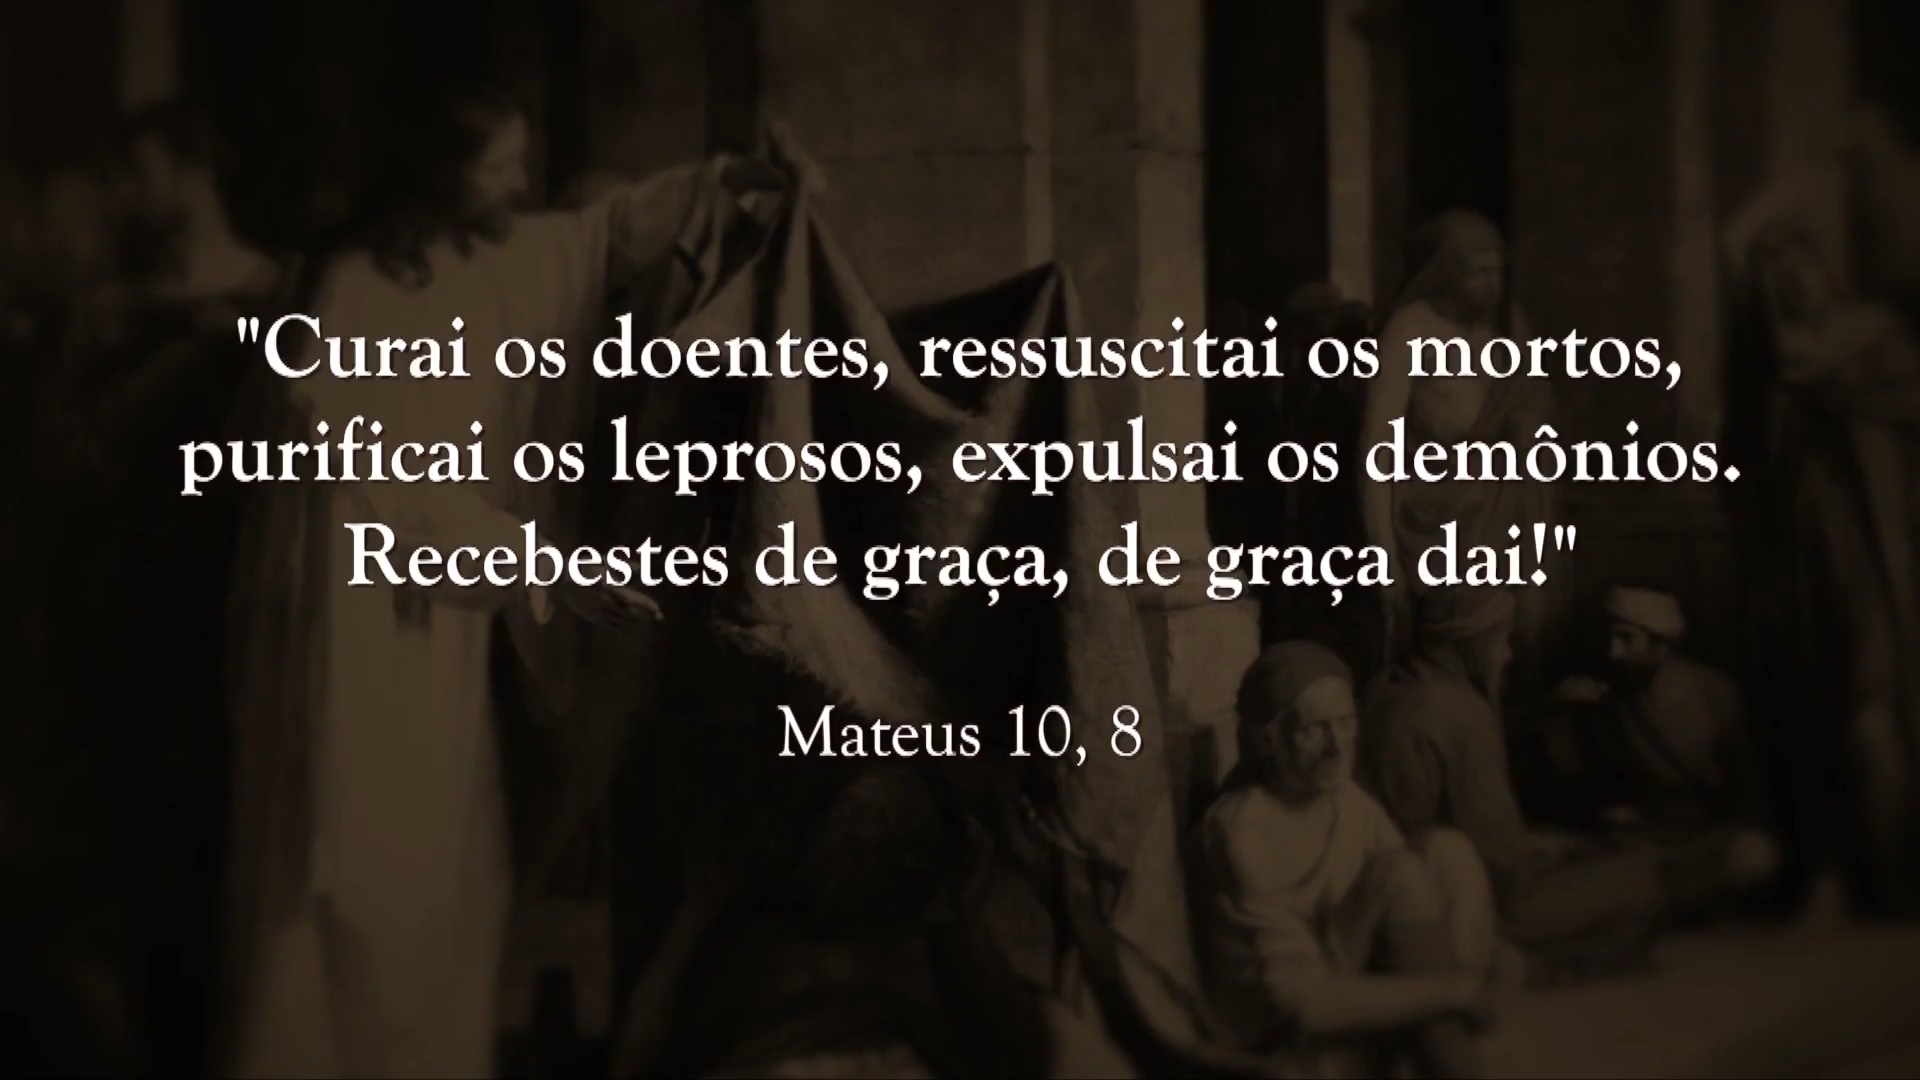 "Curai os doentes, ressuscitai os mortos,
purificai os leprosos, expulsai os demônios.
Recebestes de graça, de graça dai!"
Mateus 10, 8